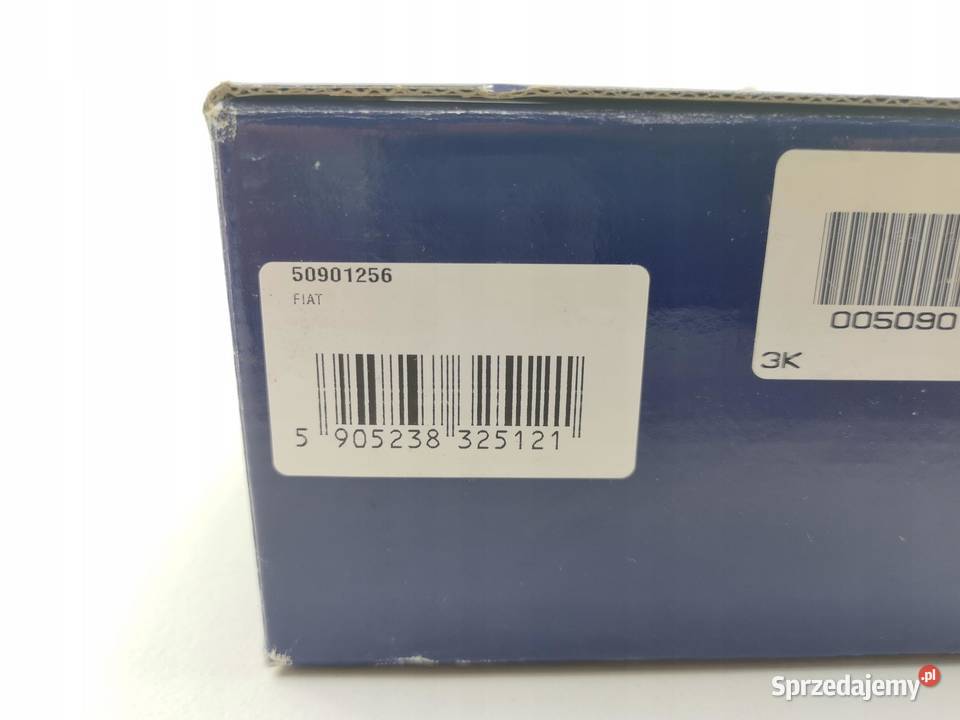 50901256
FIAT
5 905238 325121
005090
3K
Sprzedajemy.pl